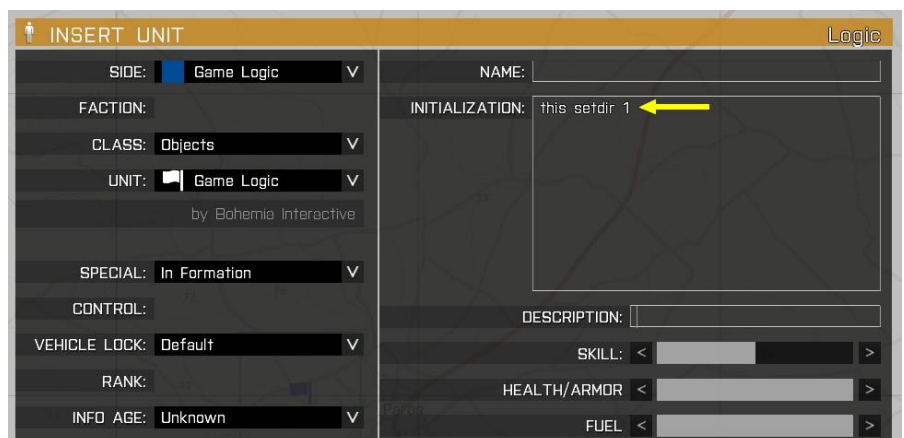 INSERT UNIT Logic
SIDE: Game Logic V
FACTION:
CLASS: Objects V
UNIT: Game Logic V
by Bohemia Interactive
SPECIAL: In Formation V
CONTROL:
VEHICLE LOCK: Default V
RANK:
INFO AGE: Unknown V
NAME:
INITIALIZATION: this setdir 1
DESCRIPTION:
SKILL: < >
HEALTH/ARMOR < >
FUEL < >